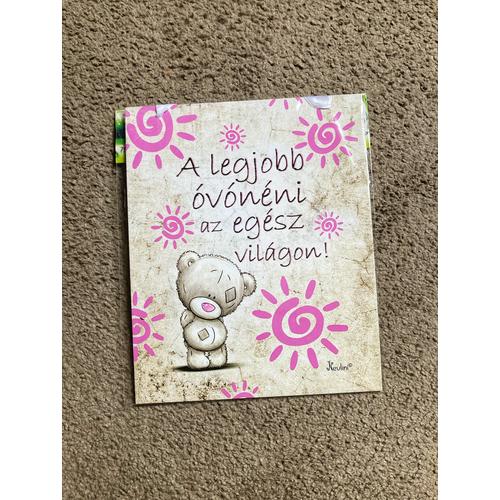 A legjobb
óvónéni
az egész
világon!